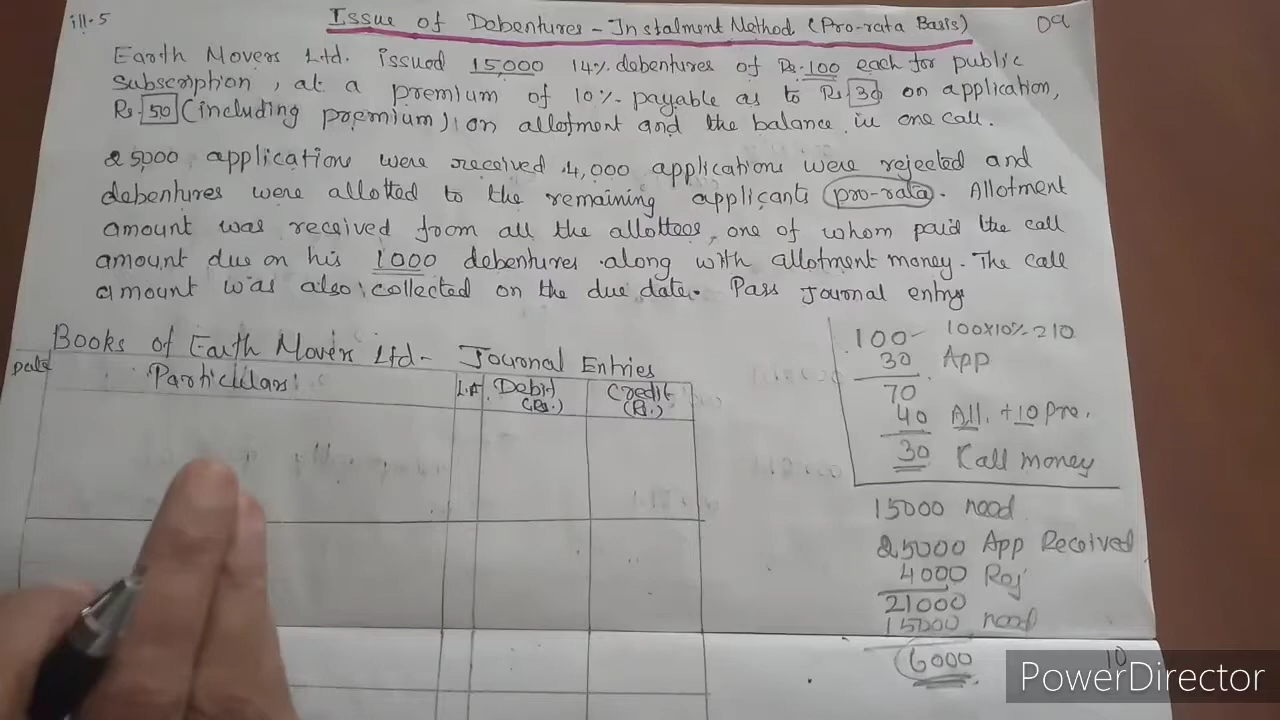 ill.5
Issue of Debentures - Instalment Method (Pro-rata Basis)
09
Earth Movers Ltd. issued 15,000 14% debentures of Rs.100 each for public
subscription, at a premium of 10% payable as to Rs 30 on application,
Rs.50 (including premium) on allotment and the balance in one call.
25,000 applications were received 4,000 applications were rejected and
debentures were allotted to the remaining applicants pro-rata. Allotment
amount was received from all the allottees, one of whom paid the call
amount due on his 1000 debentures along with allotment money. The call
amount was also collected on the due date. Pass Journal entry
Books of Earth Movers Ltd - Journal Entries
Date Particulars L.F Debit (Rs.) Credit (Rs.)
100 - 100x10% = 10
30 App
70
40 All. +10 Pre.
30 Call money
15000 need
25000 App Received
4000 Rej
21000
15000 need
6000
10
PowerDirector